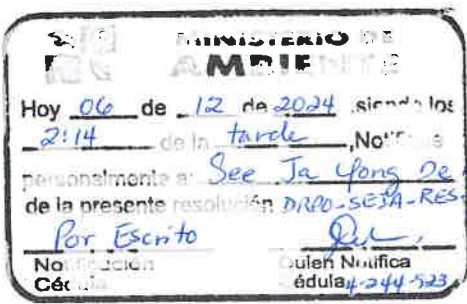 MINISTERIO DE
AMBIE
Hoy 06 de 12 de 2024 siendo los
2:14 de la tarde, Notifique
personalmente a: See Ja Yong De
de la presente resolución DRPO-SEIA-RES-
Por Escrito
Notificación
Quien Notifica
Cédula
Cédula 4-244-523